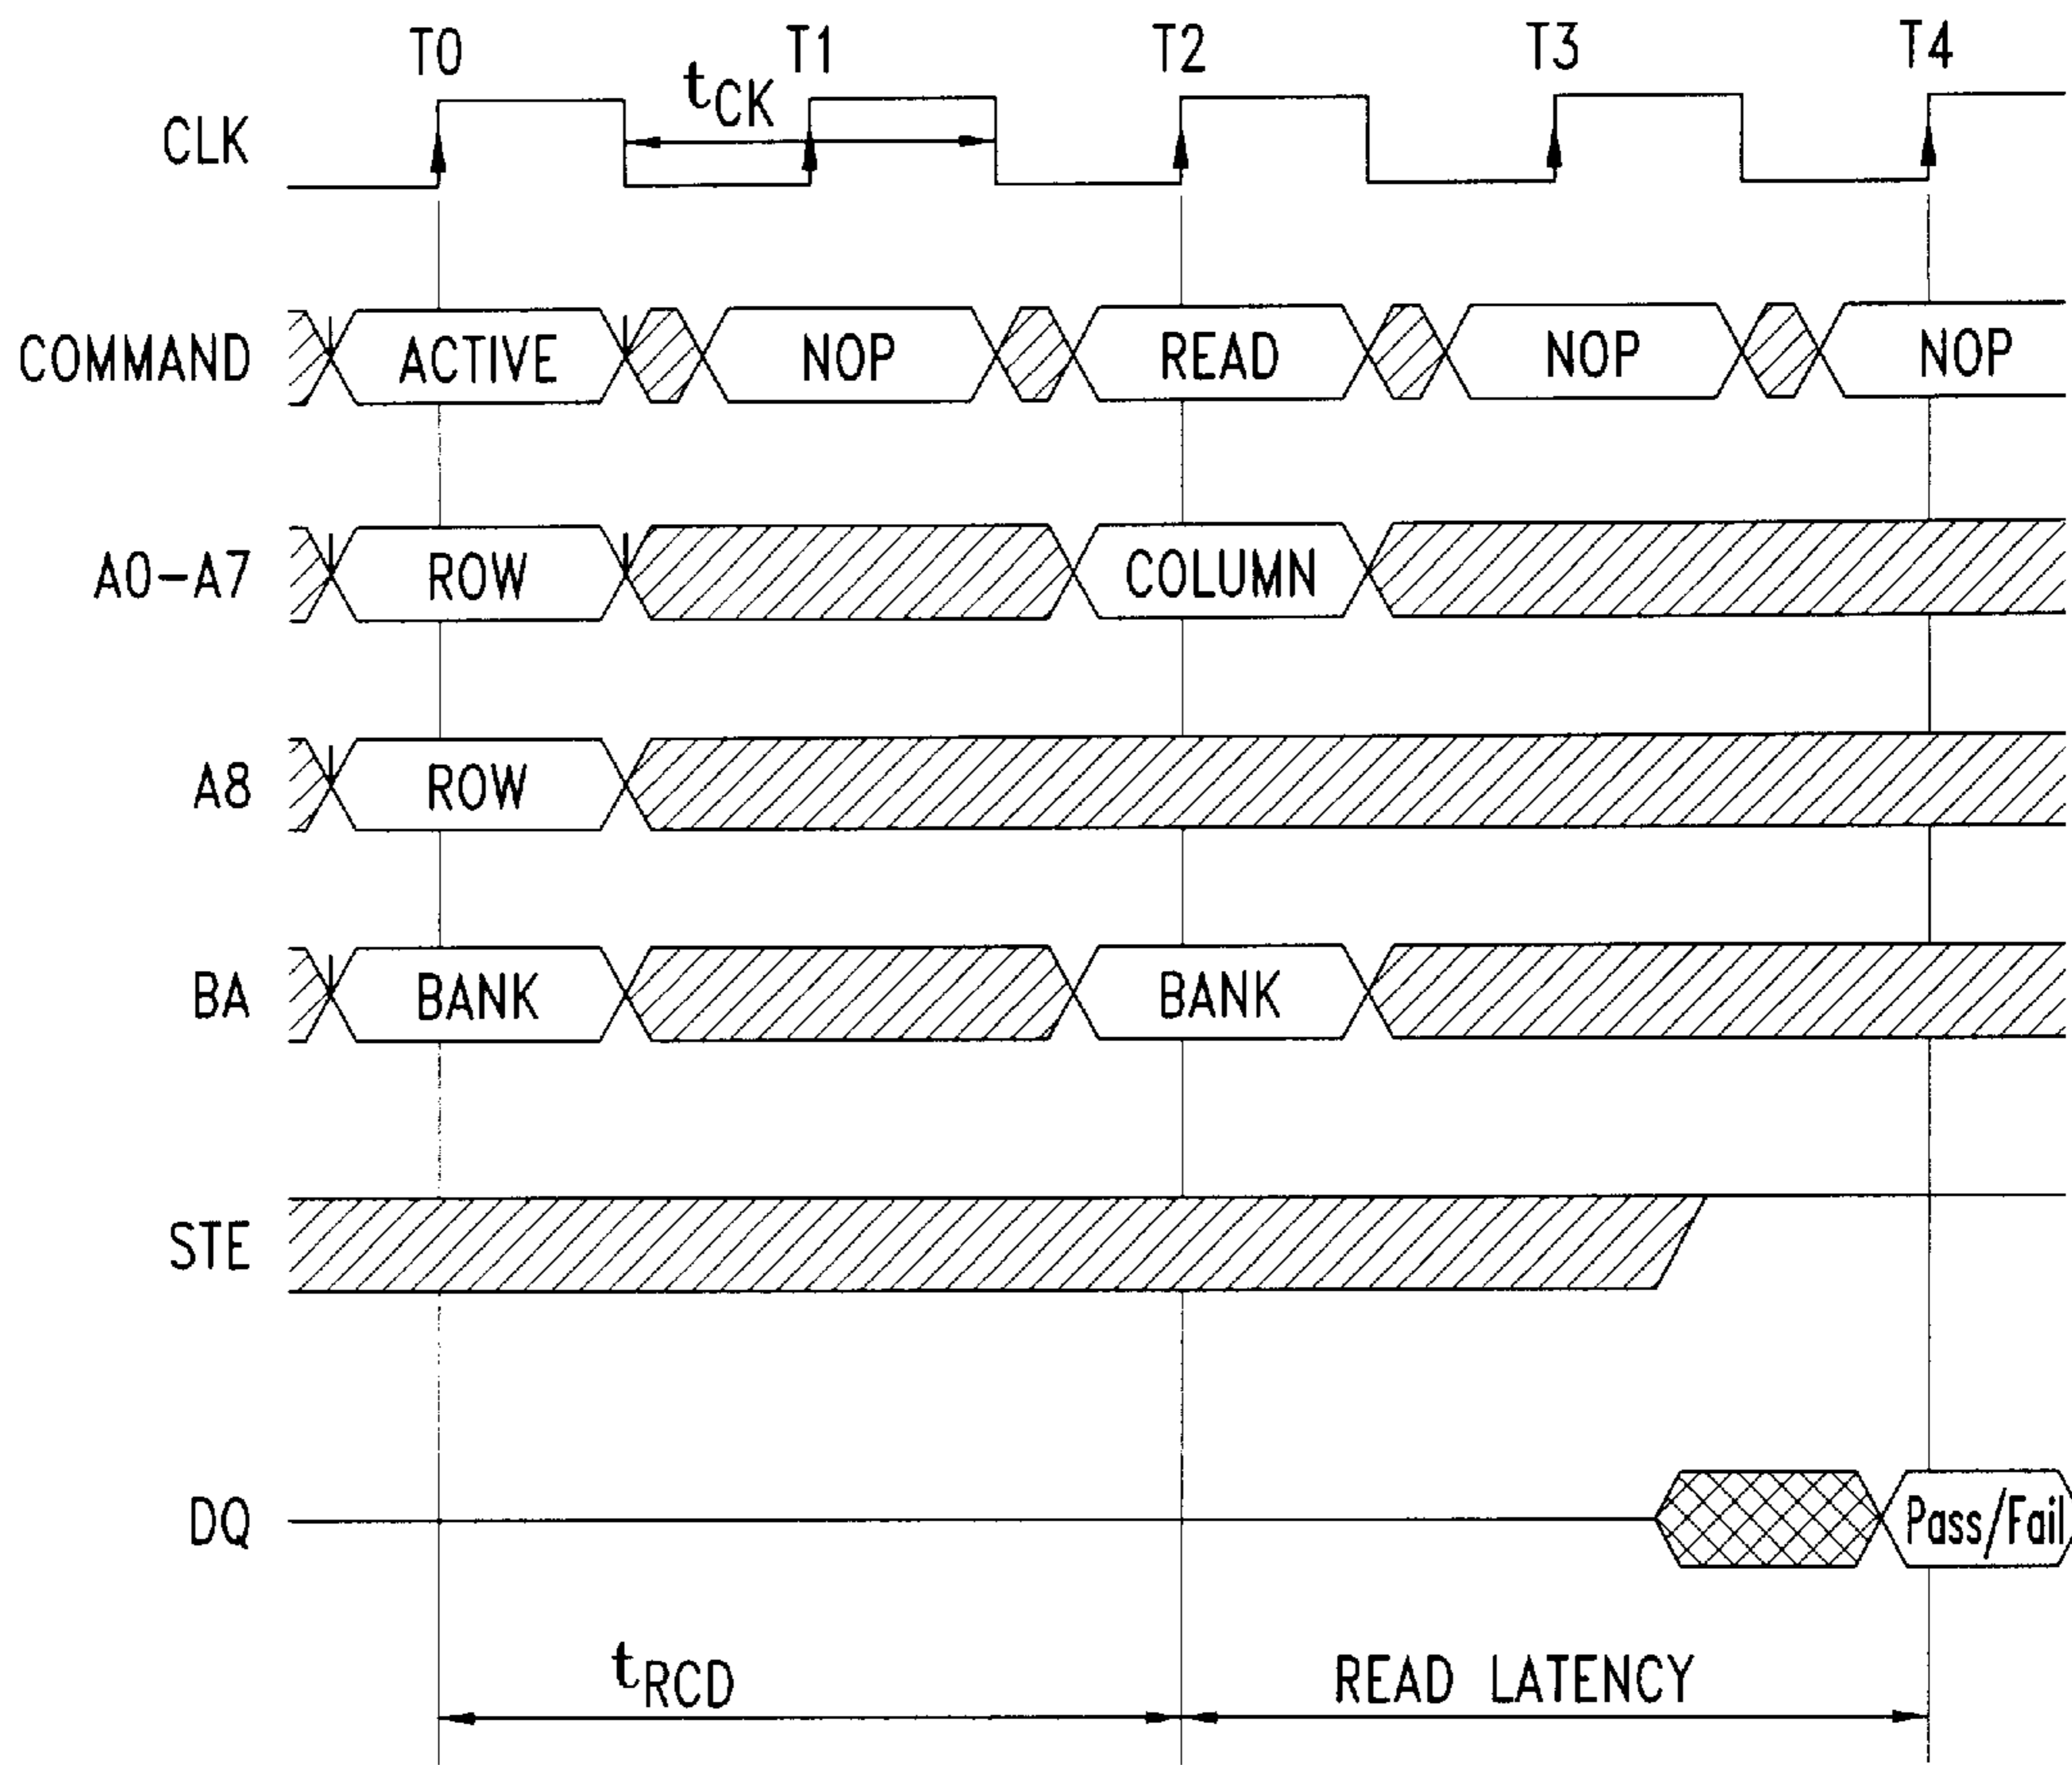 T0 T1 T2 T3 T4
CLK tCK
COMMAND ACTIVE NOP READ NOP NOP
A0-A7 ROW COLUMN
A8 ROW
BA BANK BANK
STE
DQ Pass/Fail
tRCD READ LATENCY